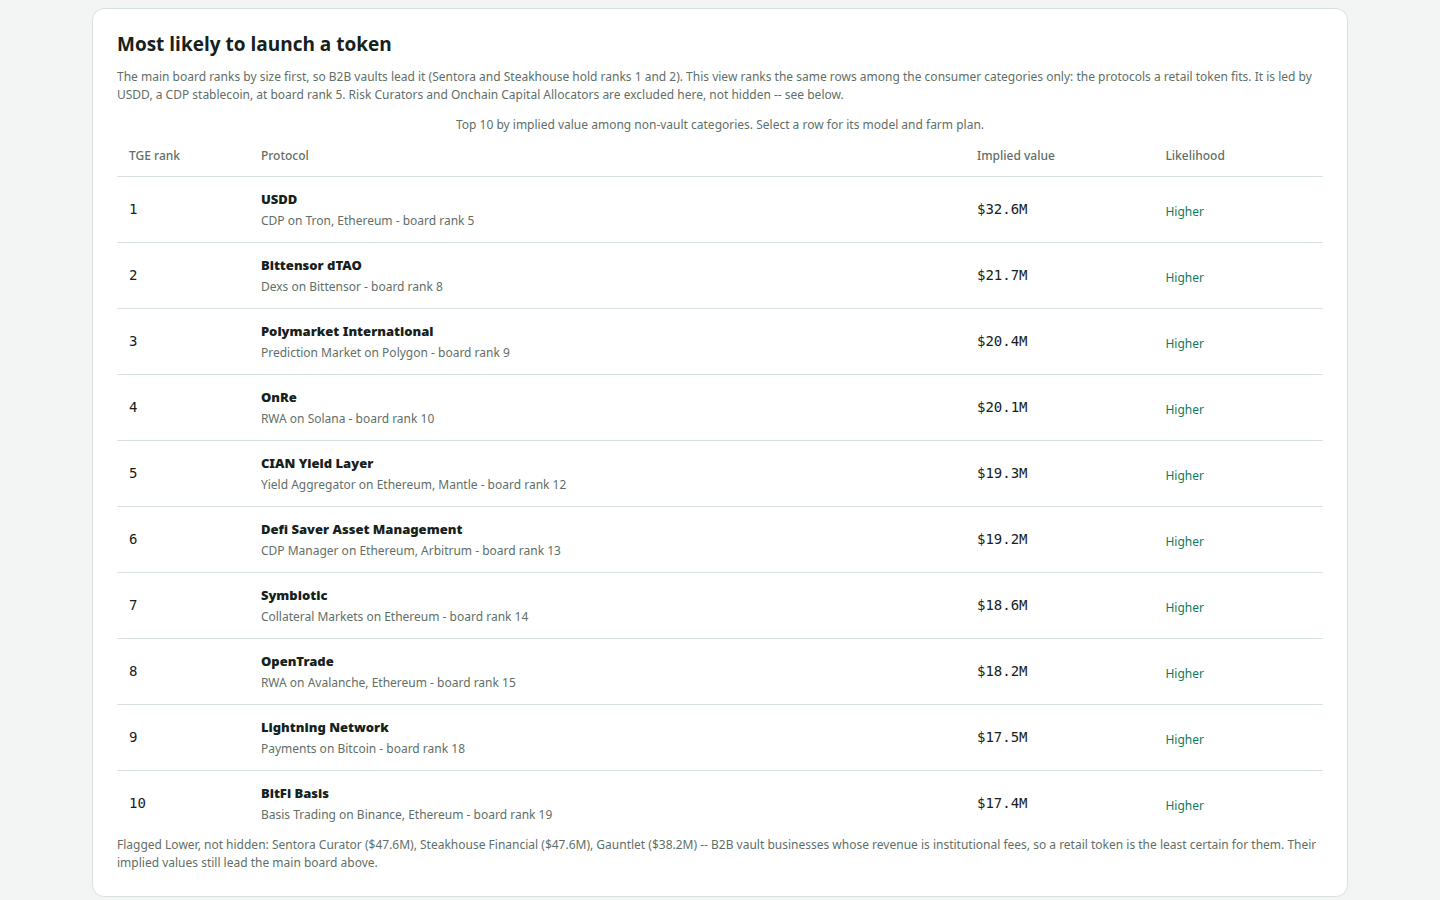 Most likely to launch a token
The main board ranks by size first, so B2B vaults lead it (Sentora and Steakhouse hold ranks 1 and 2). This view ranks the same rows among the consumer categories only: the protocols a retail token fits. It is led by
USDD, a CDP stablecoin, at board rank 5. Risk Curators and Onchain Capital Allocators are excluded here, not hidden -- see below.
Top 10 by implied value among non-vault categories. Select a row for its model and farm plan.
TGE rank Protocol Implied value Likelihood
1 USDD $32.6M Higher
CDP on Tron, Ethereum - board rank 5
2 Bittensor dTAO $21.7M Higher
Dexs on Bittensor - board rank 8
3 Polymarket International $20.4M Higher
Prediction Market on Polygon - board rank 9
4 OnRe $20.1M Higher
RWA on Solana - board rank 10
5 CIAN Yield Layer $19.3M Higher
Yield Aggregator on Ethereum, Mantle - board rank 12
6 Defi Saver Asset Management $19.2M Higher
CDP Manager on Ethereum, Arbitrum - board rank 13
7 Symbiotic $18.6M Higher
Collateral Markets on Ethereum - board rank 14
8 OpenTrade $18.2M Higher
RWA on Avalanche, Ethereum - board rank 15
9 Lightning Network $17.5M Higher
Payments on Bitcoin - board rank 18
10 BitFi Basis $17.4M Higher
Basis Trading on Binance, Ethereum - board rank 19
Flagged Lower, not hidden: Sentora Curator ($47.6M), Steakhouse Financial ($47.6M), Gauntlet ($38.2M) -- B2B vault businesses whose revenue is institutional fees, so a retail token is the least certain for them. Their
implied values still lead the main board above.